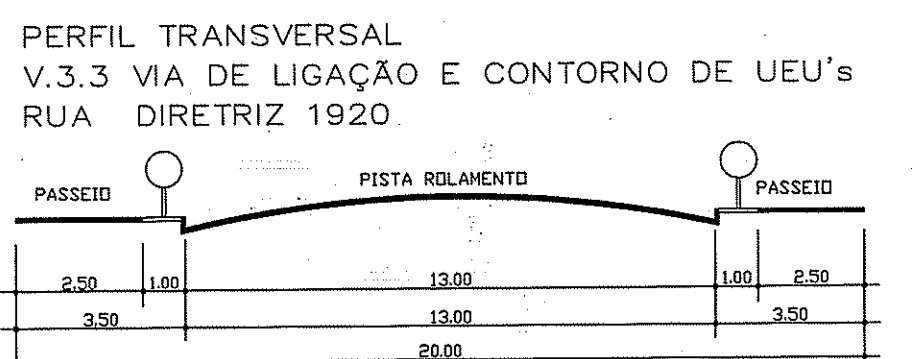 PERFIL TRANSVERSAL
V.3.3 VIA DE LIGAÇÃO E CONTORNO DE UEU's
RUA DIRETRIZ 1920
PASSEIO PISTA ROLAMENTO PASSEIO
2.50 1.00 13.00 1.00 2.50
3.50 13.00 3.50
20.00